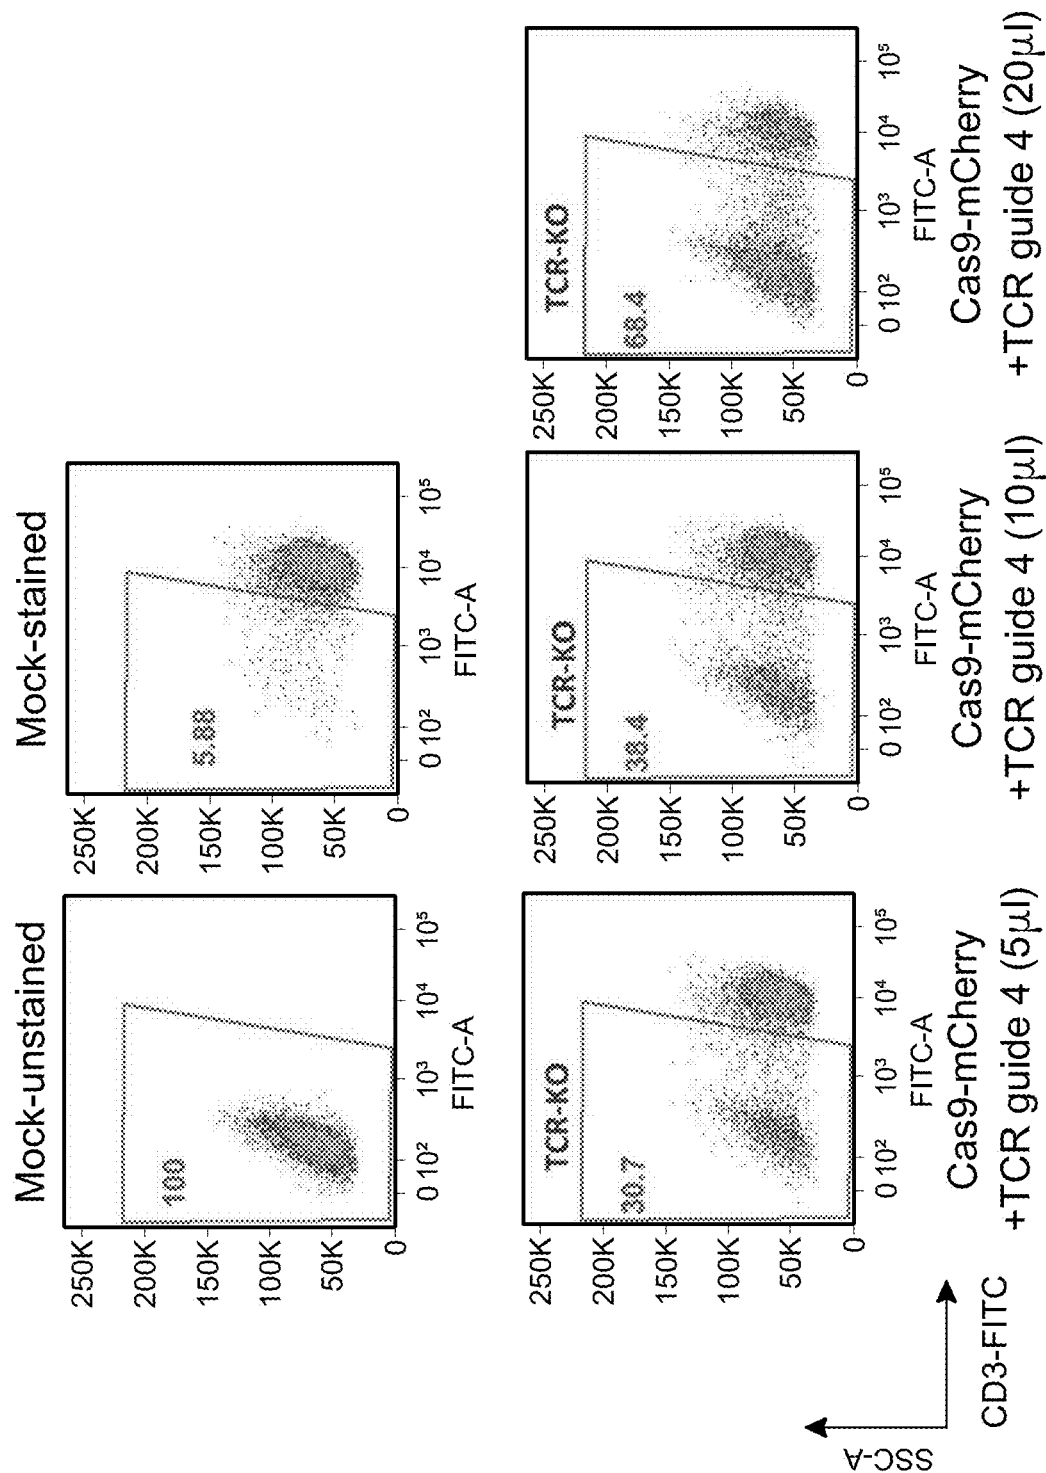 Mock-unstained
250K
200K
150K
100K
50K
0
100
0 10²
10³
10⁴
10⁵
FITC-A
Mock-stained
250K
200K
150K
100K
50K
0
5.88
0 10²
10³
10⁴
10⁵
FITC-A
250K
200K
150K
100K
50K
0
TCR-KO
30.7
0 10²
10³
10⁴
10⁵
FITC-A
Cas9-mCherry
+TCR guide 4 (5μl)
250K
200K
150K
100K
50K
0
TCR-KO
38.4
0 10²
10³
10⁴
10⁵
FITC-A
Cas9-mCherry
+TCR guide 4 (10μl)
250K
200K
150K
100K
50K
0
TCR-KO
68.4
0 10²
10³
10⁴
10⁵
FITC-A
Cas9-mCherry
+TCR guide 4 (20μl)
SSC-A
CD3-FITC